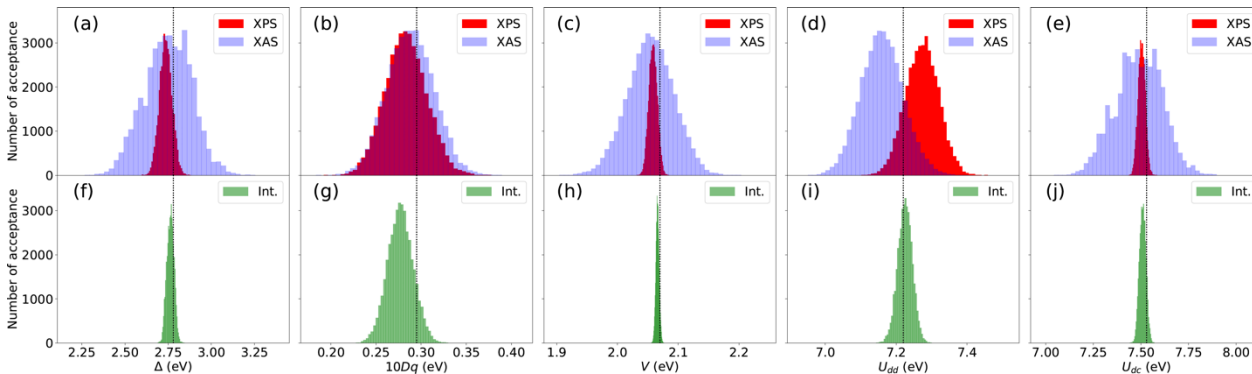 (a) XPS XAS
(b) XPS XAS
(c) XPS XAS
(d) XPS XAS
(e) XPS XAS
Number of acceptance
3000
2000
1000
0
(f) Int.
(g) Int.
(h) Int.
(i) Int.
(j) Int.
Number of acceptance
3000
2000
1000
0
2.25 2.50 2.75 3.00 3.25
0.20 0.25 0.30 0.35 0.40
1.9 2.0 2.1 2.2
7.0 7.2 7.4
7.00 7.25 7.50 7.75 8.00
Δ (eV)
10Dq (eV)
V (eV)
U_dd (eV)
U_dc (eV)